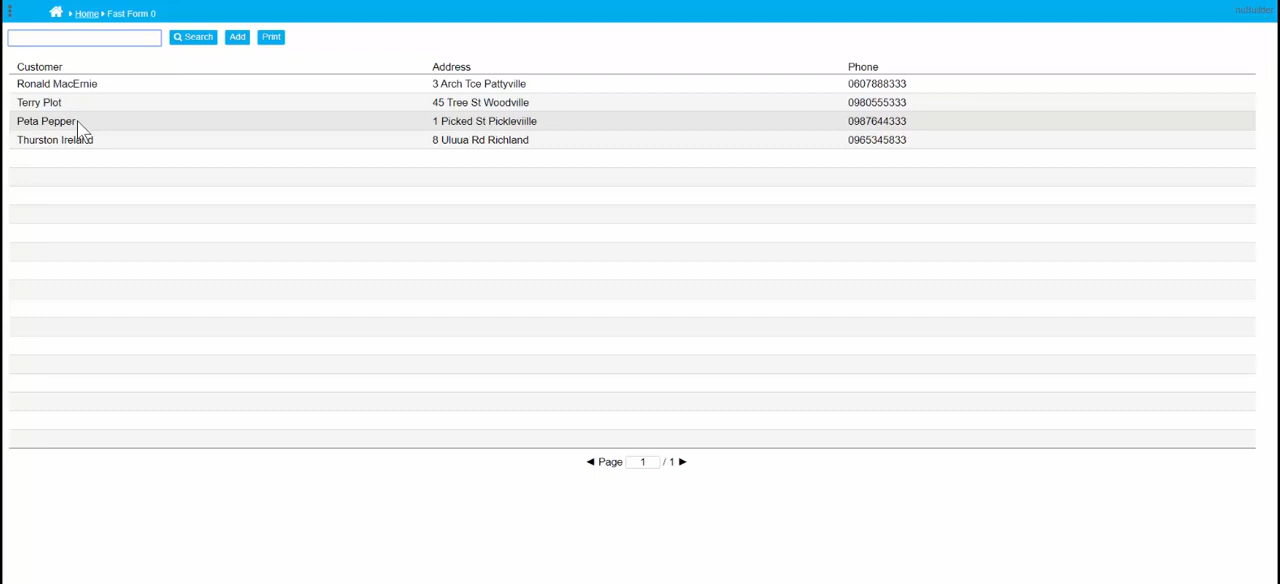 Home Fast Form 0
nuBuilder
Search Add Print
Customer Address Phone
Ronald MacErnie 3 Arch Tce Pattyville 0607888333
Terry Plot 45 Tree St Woodville 0980555333
Peta Pepper 1 Picked St Pickleviille 0987644333
Thurston Ireland 8 Uluua Rd Richland 0965345833
Page 1 / 1